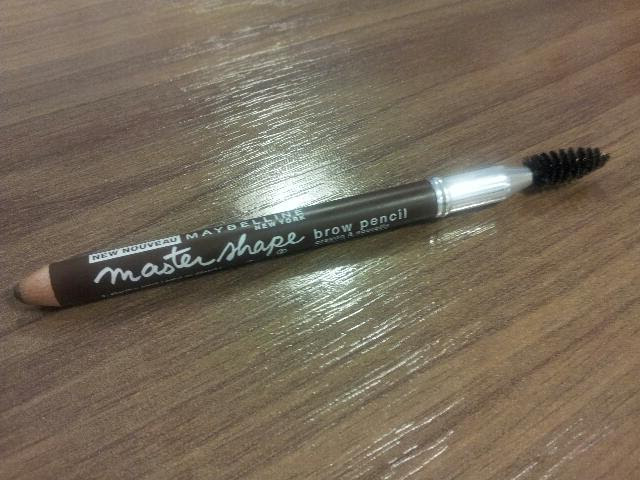 NEW NOUVEAU MAYBELLINE
NEW YORK
master shape brow pencil
crayon à sourcils